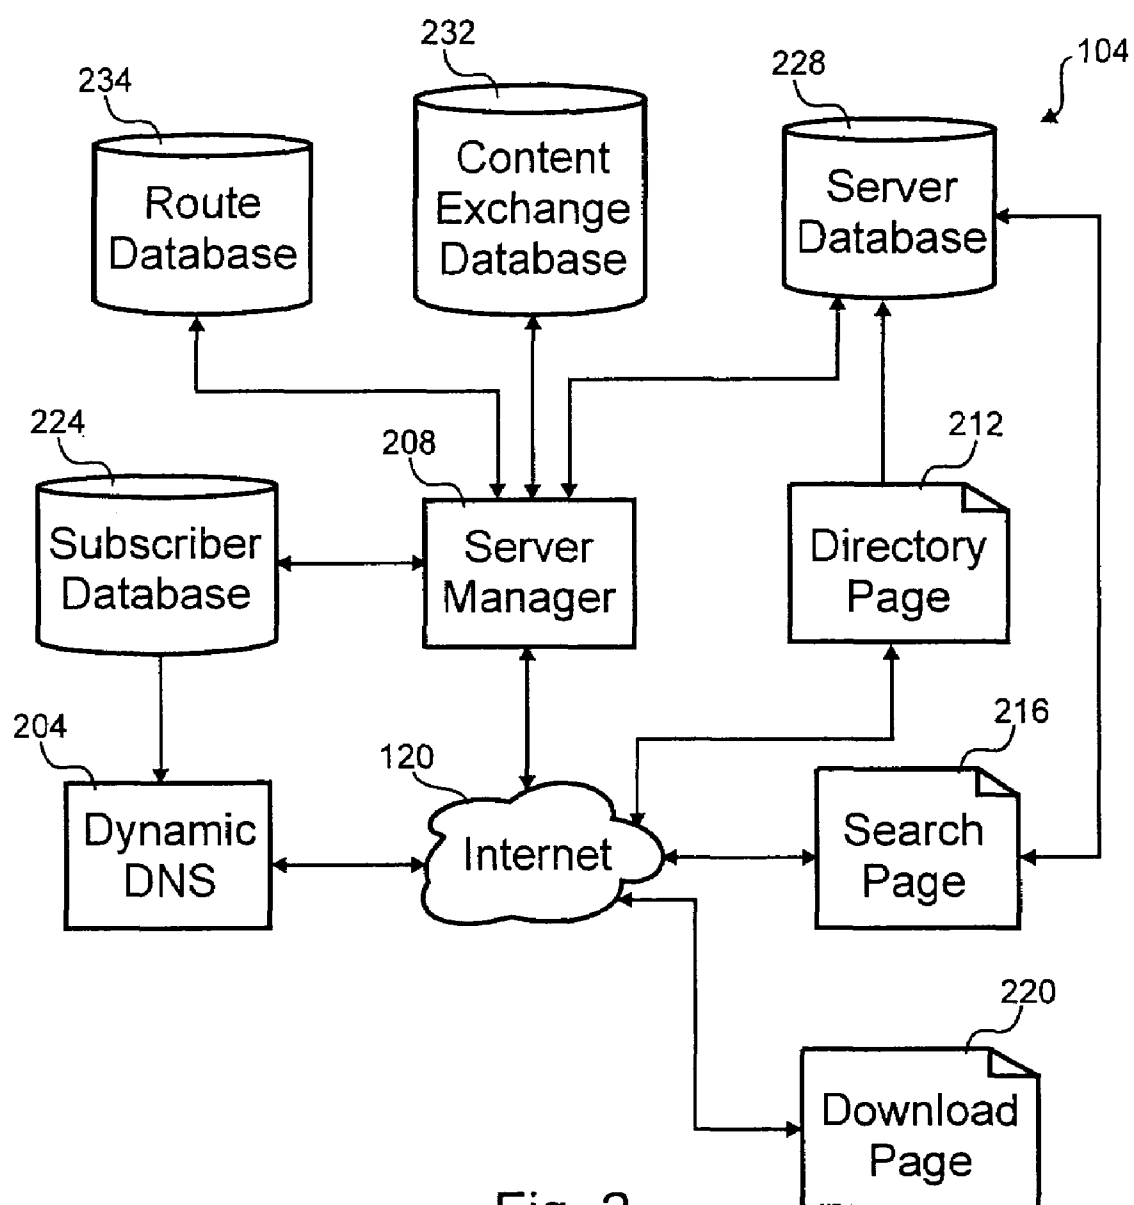 232
104
234
228
Content
Exchange
Database
Route
Database
Server
Database
224
208
212
Subscriber
Database
Server
Manager
Directory
Page
204
120
216
Dynamic
DNS
Internet
Search
Page
220
Download
Page